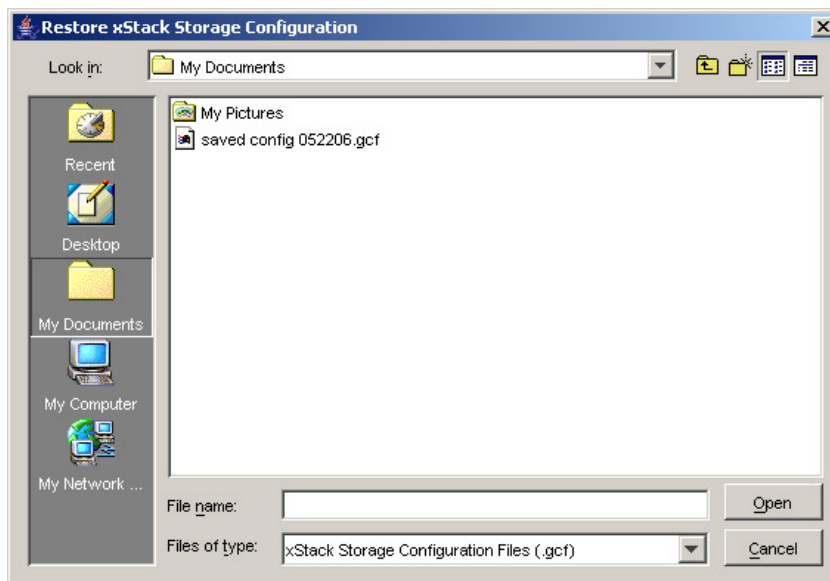 Restore xStack Storage Configuration
Look in:
My Documents
Recent
Desktop
My Documents
My Computer
My Network ...
My Pictures
saved config 052206.gcf
File name:
Open
Files of type:
xStack Storage Configuration Files (.gcf)
Cancel